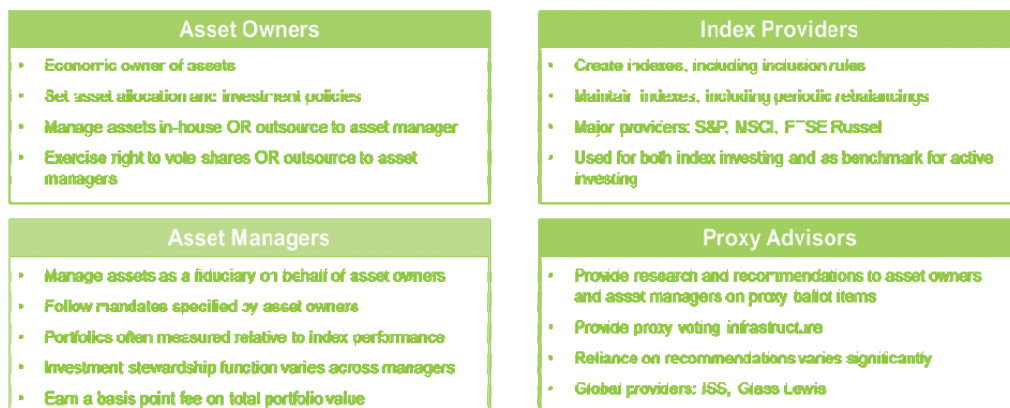 Asset Owners
• Economic owner of assets
• Set asset allocation and investment policies
• Manage assets in-house OR outsource to asset manager
• Exercise right to vote shares OR outsource to asset
managers
Index Providers
• Create indexes, including inclusion rules
• Maintain indexes, including periodic rebalancings
• Major providers: S&P, MSCI, FTSE Russel
• Used for both index investing and as benchmark for active
investing
Asset Managers
• Manage assets as a fiduciary on behalf of asset owners
• Follow mandates specified by asset owners
• Portfolios often measured relative to index performance
• Investment stewardship function varies across managers
• Earn a basis point fee on total portfolio value
Proxy Advisors
• Provide research and recommendations to asset owners
and asset managers on proxy ballot items
• Provide proxy voting infrastructure
• Reliance on recommendations varies significantly
• Global providers: ISS, Glass Lewis